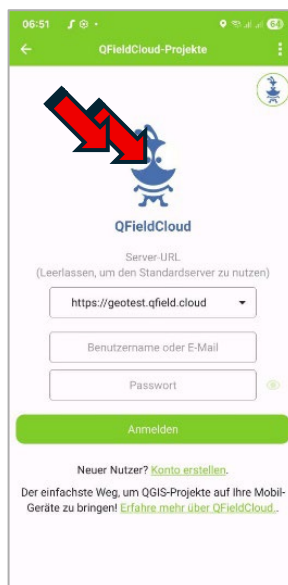 06:51
64
QFieldCloud-Projekte
QFieldCloud
Server-URL
(Leerlassen, um den Standardserver zu nutzen)
https://geotest.qfield.cloud
Benutzername oder E-Mail
Passwort
Anmelden
Neuer Nutzer? Konto erstellen.
Der einfachste Weg, um QGIS-Projekte auf Ihre Mobil-
Geräte zu bringen! Erfahre mehr über QFieldCloud..